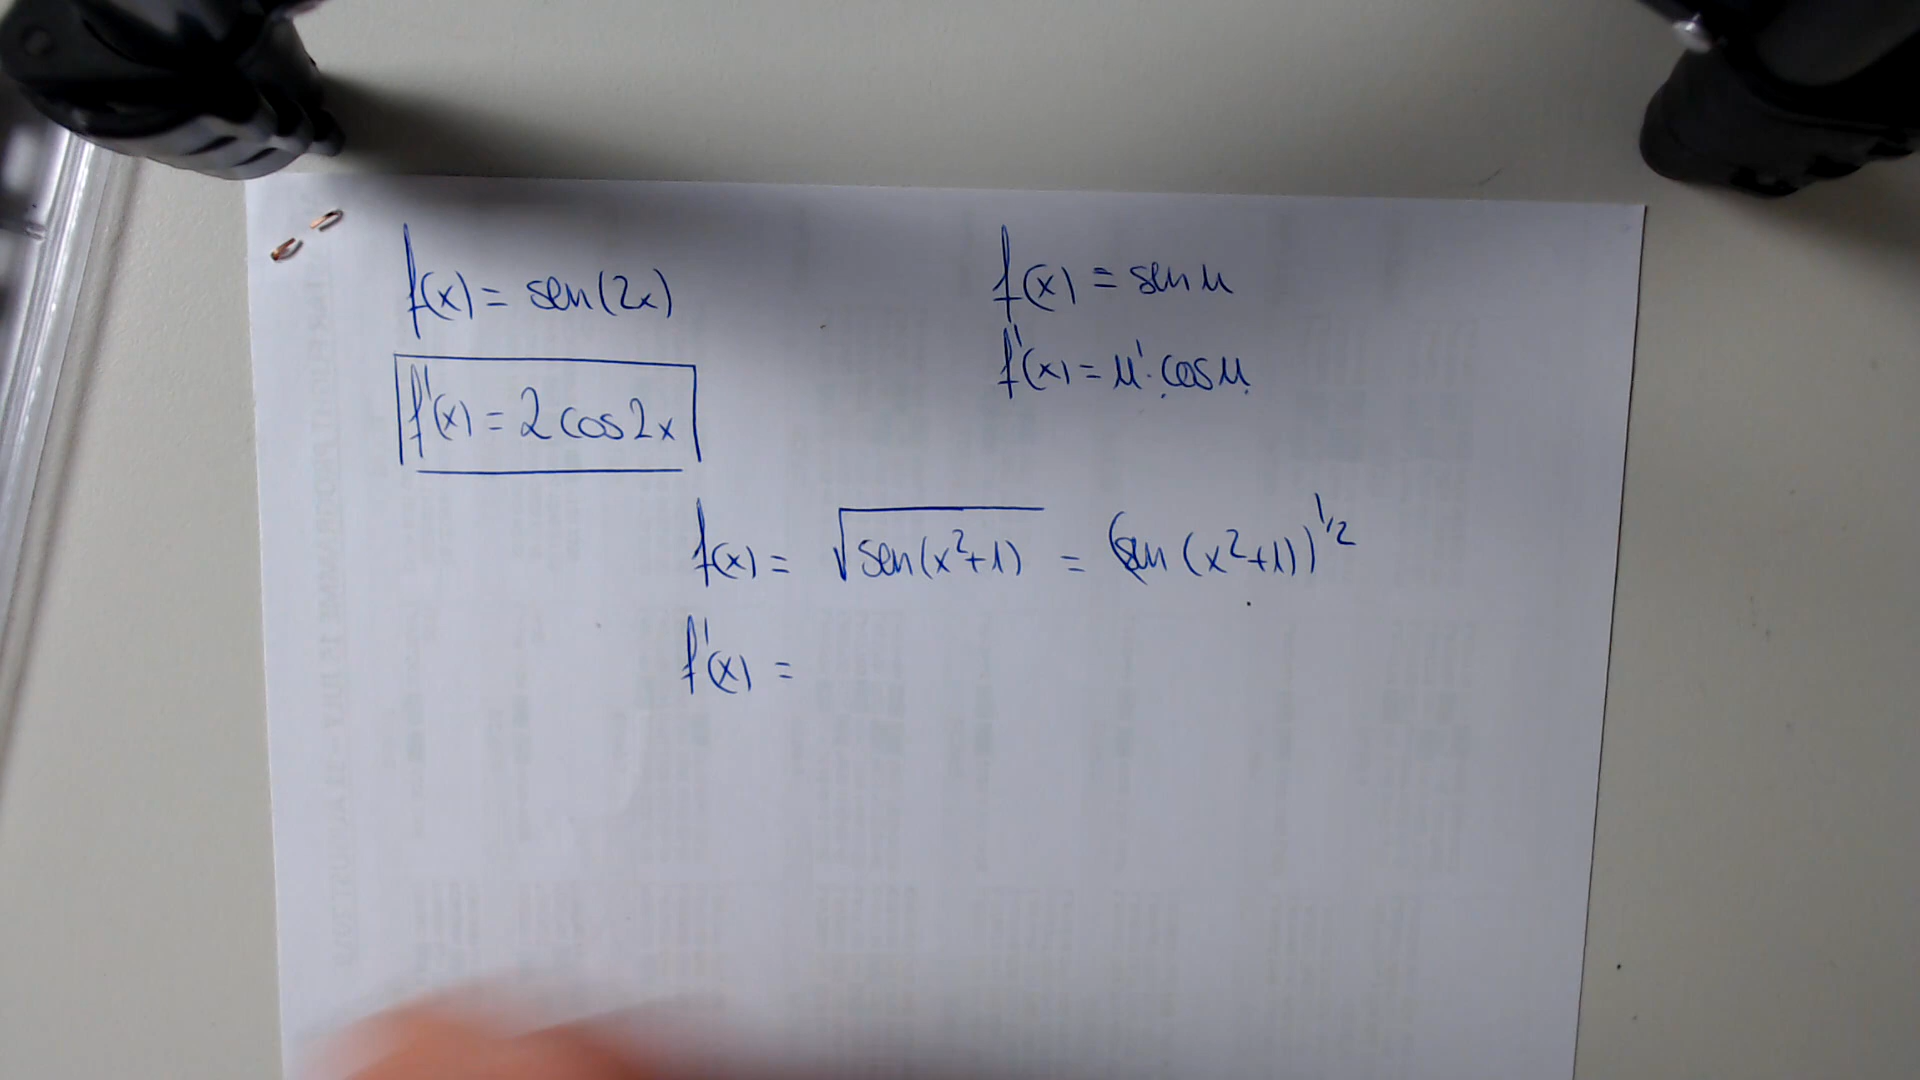 f(x) = sen(2x)
f'(x) = 2 cos 2x
f(x) = sen u
f'(x) = u' · cos u
f(x) = √sen(x²+1) = (sen (x²+1))^1/2
f'(x) =